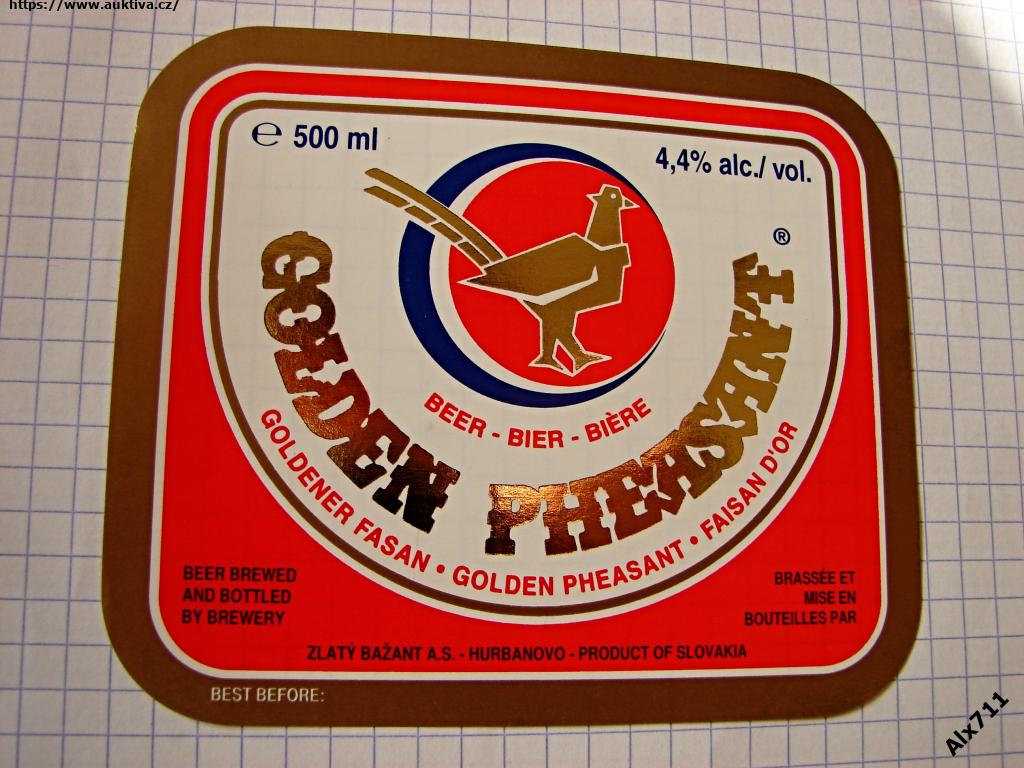 https://www.auktiva.cz/
℮ 500 ml
4,4% alc./ vol.
®
GOLDEN PHEASANT
BEER - BIER - BIÈRE
GOLDENER FASAN • GOLDEN PHEASANT • FAISAN D'OR
BEER BREWED
AND BOTTLED
BY BREWERY
BRASSÉE ET
MISE EN
BOUTEILLES PAR
ZLATÝ BAŽANT A.S. - HURBANOVO - PRODUCT OF SLOVAKIA
BEST BEFORE:
Alx711